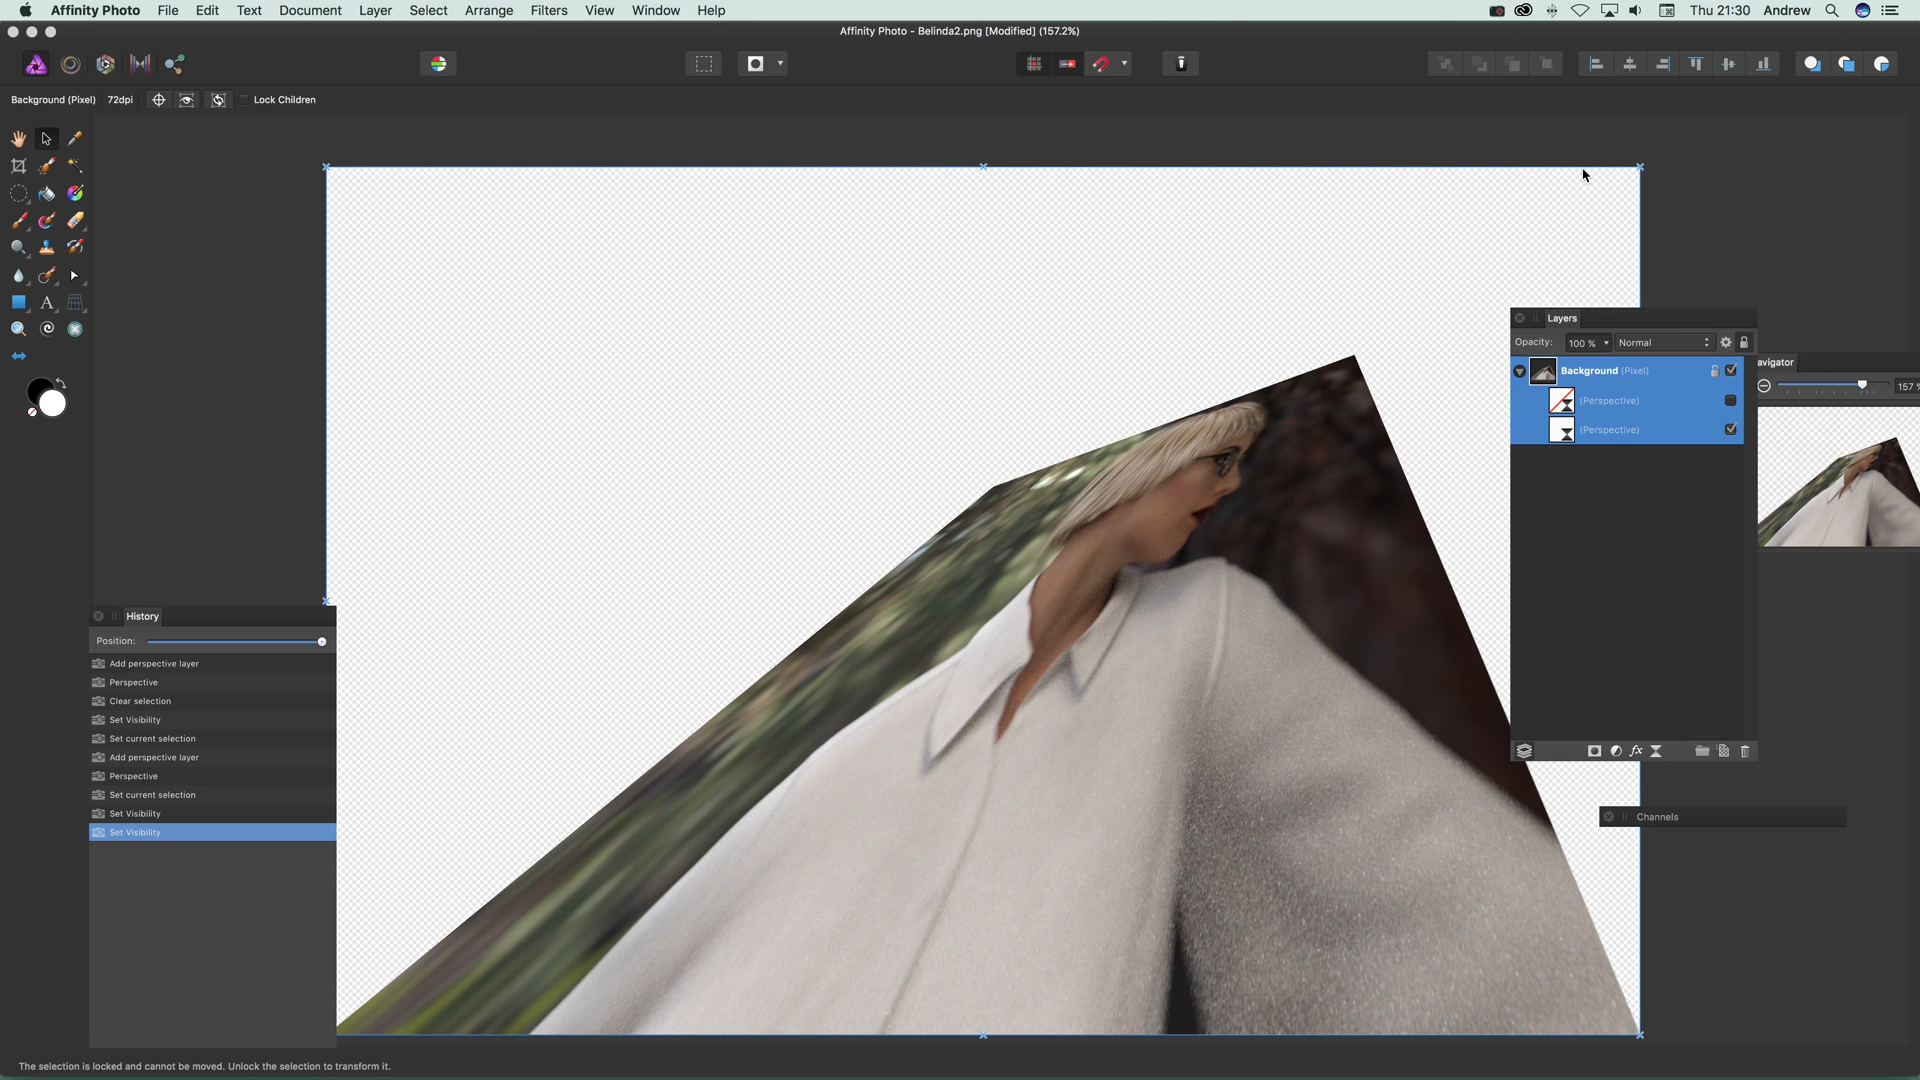 Affinity Photo File Edit Text Document Layer Select Arrange Filters View Window Help Thu 21:30 Andrew
Affinity Photo - Belinda2.png [Modified] (157.2%)
Background (Pixel) 72dpi Lock Children
Layers
Opacity: 100 % Normal
Background (Pixel)
(Perspective)
(Perspective)
avigator
157 %
History
Position:
Add perspective layer
Perspective
Clear selection
Set Visibility
Set current selection
Add perspective layer
Perspective
Set current selection
Set Visibility
Set Visibility
fx
Channels
The selection is locked and cannot be moved. Unlock the selection to transform it.